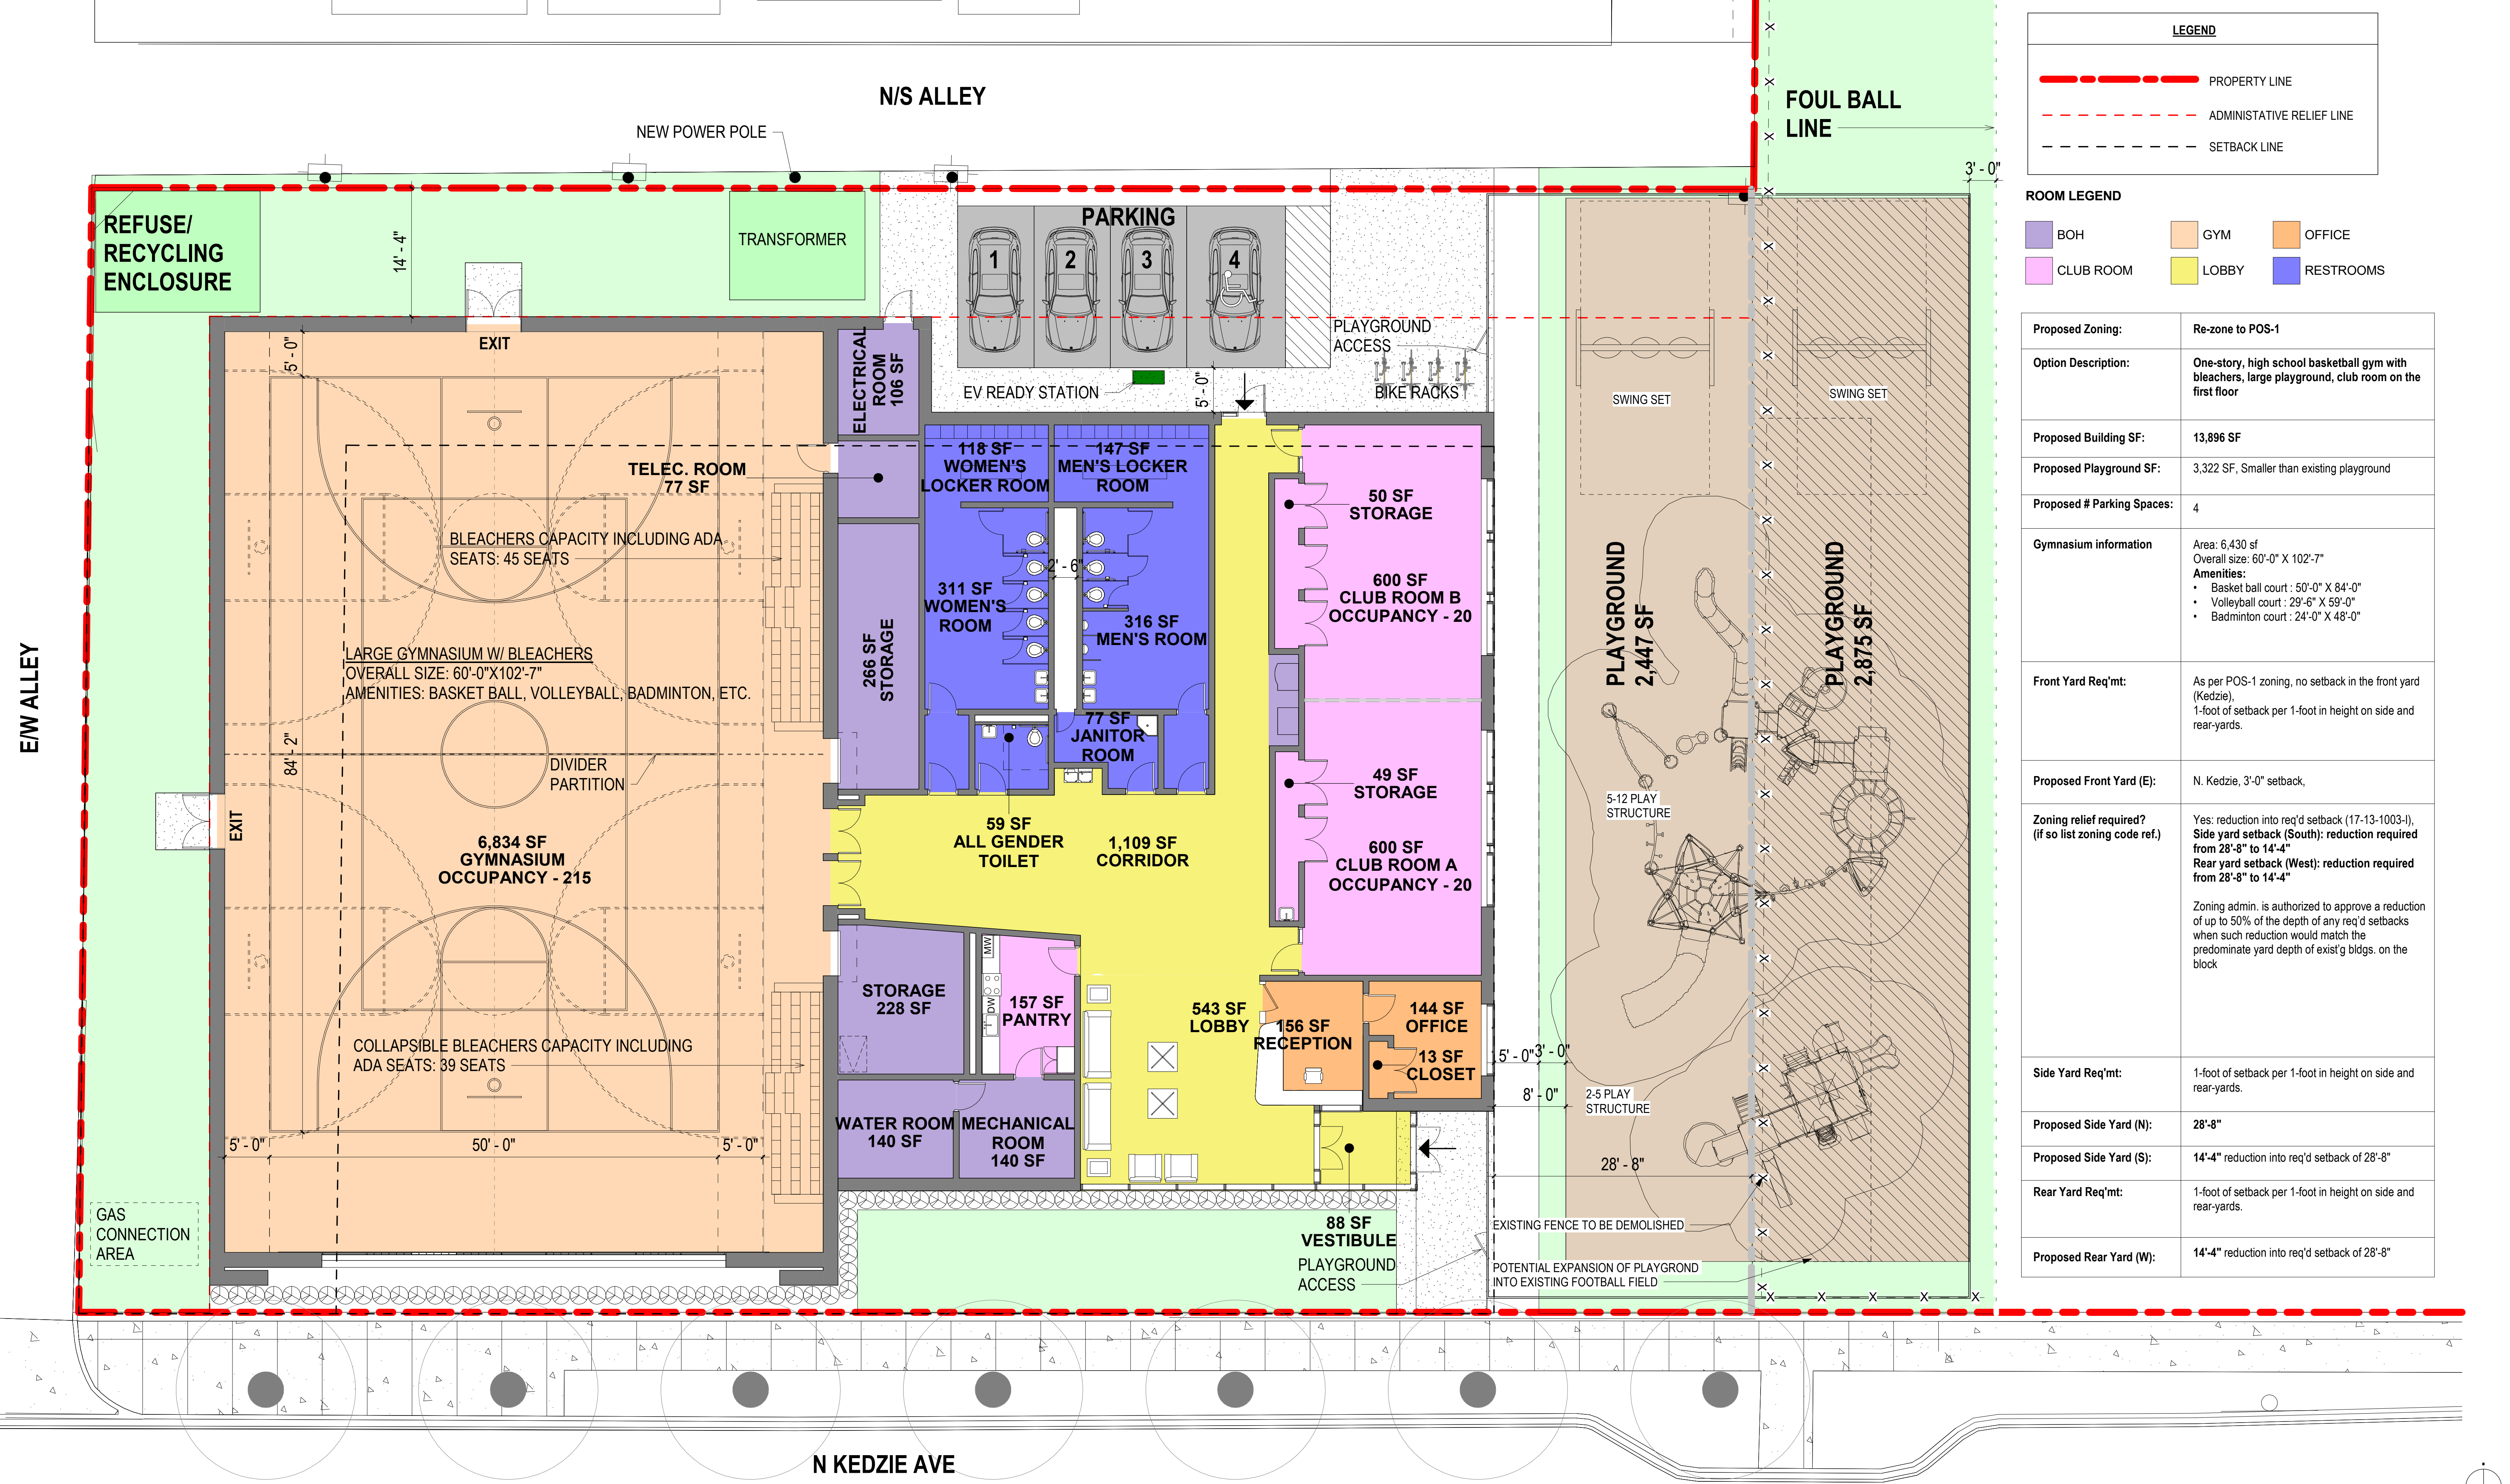 N/S ALLEY
NEW POWER POLE
FOUL BALL
LINE
3' - 0"
REFUSE/
RECYCLING
ENCLOSURE
14' - 4"
TRANSFORMER
PARKING
1
2
3
4
PLAYGROUND
ACCESS
EV READY STATION
5' - 0"
BIKE RACKS
SWING SET
SWING SET
EXIT
5' - 0"
ELECTRICAL
ROOM
106 SF
TELEC. ROOM
77 SF
118 SF
WOMEN'S
LOCKER ROOM
147 SF
MEN'S LOCKER
ROOM
50 SF
STORAGE
BLEACHERS CAPACITY INCLUDING ADA
SEATS: 45 SEATS
2' - 6"
311 SF
WOMEN'S
ROOM
316 SF
MEN'S ROOM
600 SF
CLUB ROOM B
OCCUPANCY - 20
PLAYGROUND
2,447 SF
PLAYGROUND
2,875 SF
266 SF
STORAGE
LARGE GYMNASIUM W/ BLEACHERS
OVERALL SIZE: 60'-0"X102'-7"
AMENITIES: BASKET BALL, VOLLEYBALL, BADMINTON, ETC.
E/W ALLEY
77 SF
JANITOR
ROOM
84' - 2"
DIVIDER
PARTITION
49 SF
STORAGE
5-12 PLAY
STRUCTURE
EXIT
59 SF
ALL GENDER
TOILET
1,109 SF
CORRIDOR
6,834 SF
GYMNASIUM
OCCUPANCY - 215
600 SF
CLUB ROOM A
OCCUPANCY - 20
MW
DW
STORAGE
228 SF
157 SF
PANTRY
543 SF
LOBBY
156 SF
RECEPTION
144 SF
OFFICE
13 SF
CLOSET
COLLAPSIBLE BLEACHERS CAPACITY INCLUDING
ADA SEATS: 39 SEATS
5' - 0"
3' - 0"
8' - 0"
2-5 PLAY
STRUCTURE
WATER ROOM
140 SF
MECHANICAL
ROOM
140 SF
5' - 0"
50' - 0"
5' - 0"
28' - 8"
GAS
CONNECTION
AREA
88 SF
VESTIBULE
PLAYGROUND
ACCESS
EXISTING FENCE TO BE DEMOLISHED
POTENTIAL EXPANSION OF PLAYGROND
INTO EXISTING FOOTBALL FIELD
N KEDZIE AVE
LEGEND
PROPERTY LINE
ADMINISTATIVE RELIEF LINE
SETBACK LINE
ROOM LEGEND
BOH
GYM
OFFICE
CLUB ROOM
LOBBY
RESTROOMS
Proposed Zoning:
Re-zone to POS-1
Option Description:
One-story, high school basketball gym with
bleachers, large playground, club room on the
first floor
Proposed Building SF:
13,896 SF
Proposed Playground SF:
3,322 SF, Smaller than existing playground
Proposed # Parking Spaces:
4
Gymnasium information
Area: 6,430 sf
Overall size: 60'-0" X 102'-7"
Amenities:
• Basket ball court : 50'-0" X 84'-0"
• Volleyball court : 29'-6" X 59'-0"
• Badminton court : 24'-0" X 48'-0"
Front Yard Req'mt:
As per POS-1 zoning, no setback in the front yard
(Kedzie),
1-foot of setback per 1-foot in height on side and
rear-yards.
Proposed Front Yard (E):
N. Kedzie, 3'-0" setback,
Zoning relief required?
(if so list zoning code ref.)
Yes: reduction into req'd setback (17-13-1003-I),
Side yard setback (South): reduction required
from 28'-8" to 14'-4"
Rear yard setback (West): reduction required
from 28'-8" to 14'-4"
Zoning admin. is authorized to approve a reduction
of up to 50% of the depth of any req'd setbacks
when such reduction would match the
predominate yard depth of exist'g bldgs. on the
block
Side Yard Req'mt:
1-foot of setback per 1-foot in height on side and
rear-yards.
Proposed Side Yard (N):
28'-8"
Proposed Side Yard (S):
14'-4" reduction into req'd setback of 28'-8"
Rear Yard Req'mt:
1-foot of setback per 1-foot in height on side and
rear-yards.
Proposed Rear Yard (W):
14'-4" reduction into req'd setback of 28'-8"